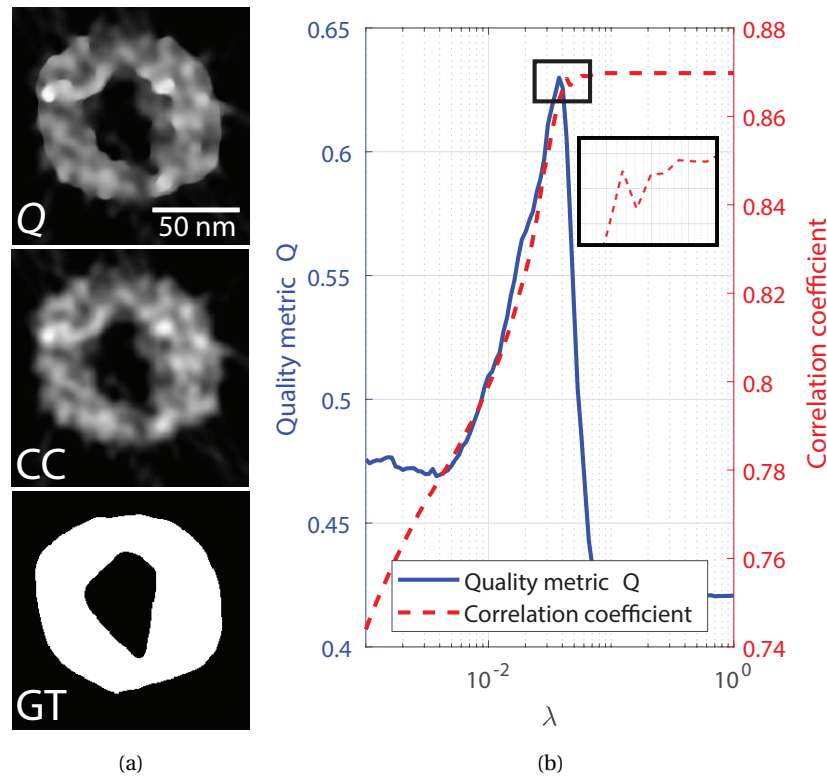 Q
50 nm
CC
GT
(a)
Quality metric Q
0.65
0.6
0.55
0.5
0.45
0.4
0.88
0.86
0.84
0.82
0.8
0.78
0.76
0.74
Correlation coefficient
Quality metric Q
Correlation coefficient
10⁻²
10⁰
λ
(b)